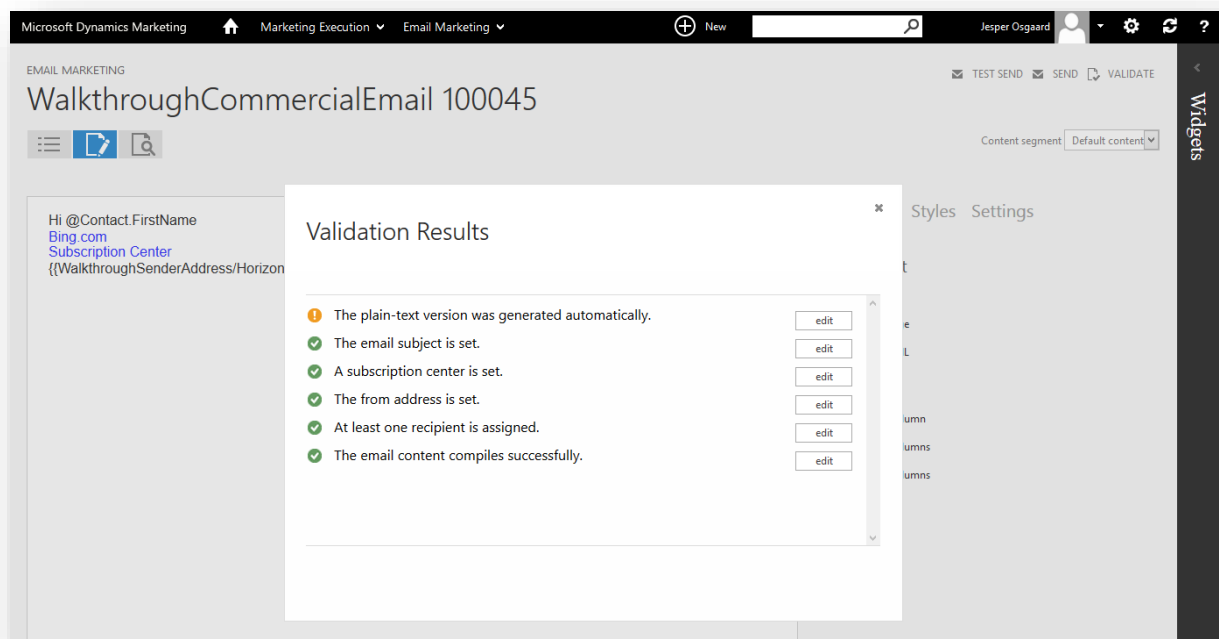 Microsoft Dynamics Marketing Marketing Execution Email Marketing New Jesper Osgaard ?
EMAIL MARKETING
TEST SEND SEND VALIDATE
WalkthroughCommercialEmail 100045
Widgets
Content segment Default content
Styles Settings
Hi @Contact.FirstName
Bing.com
Subscription Center
{{WalkthroughSenderAddress/Horizon
Validation Results
The plain-text version was generated automatically. edit
The email subject is set. edit
A subscription center is set. edit
The from address is set. edit
At least one recipient is assigned. edit
The email content compiles successfully. edit
t
e
L
umn
umns
umns